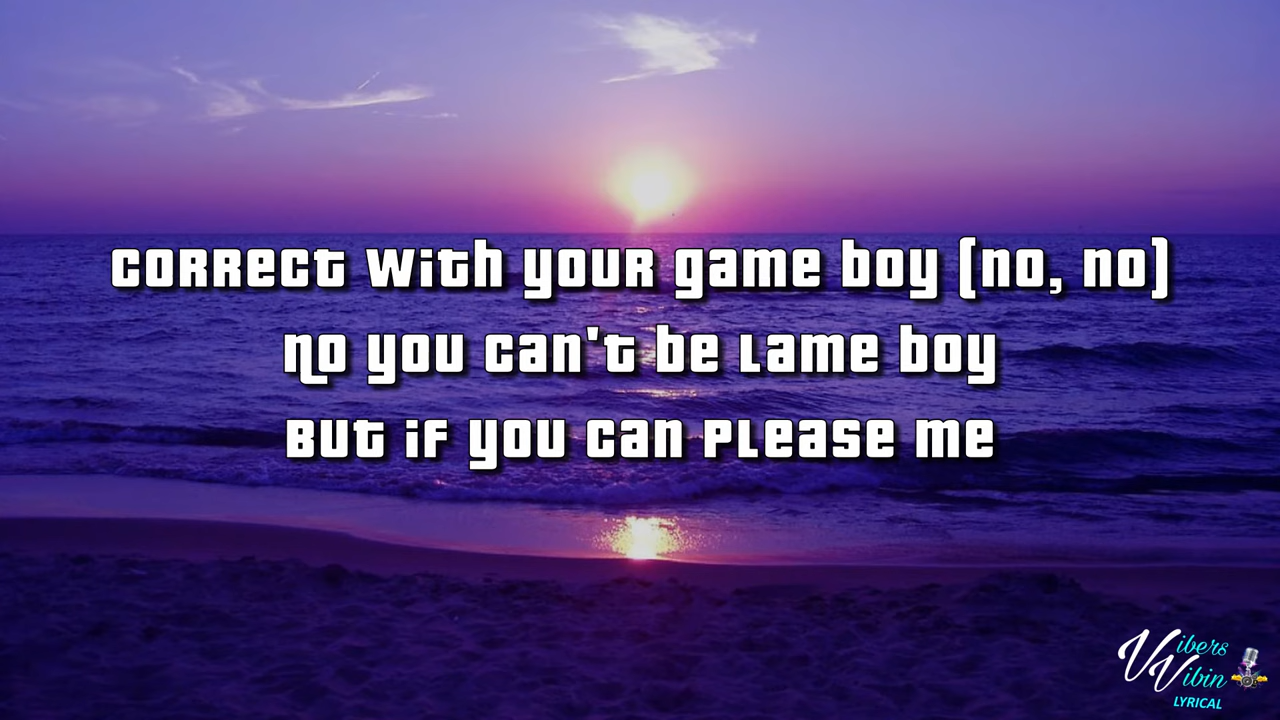 correct with your game boy (no, no)
No you can't be lame boy
But if you can please me
Vibers
Vibin
LYRICAL